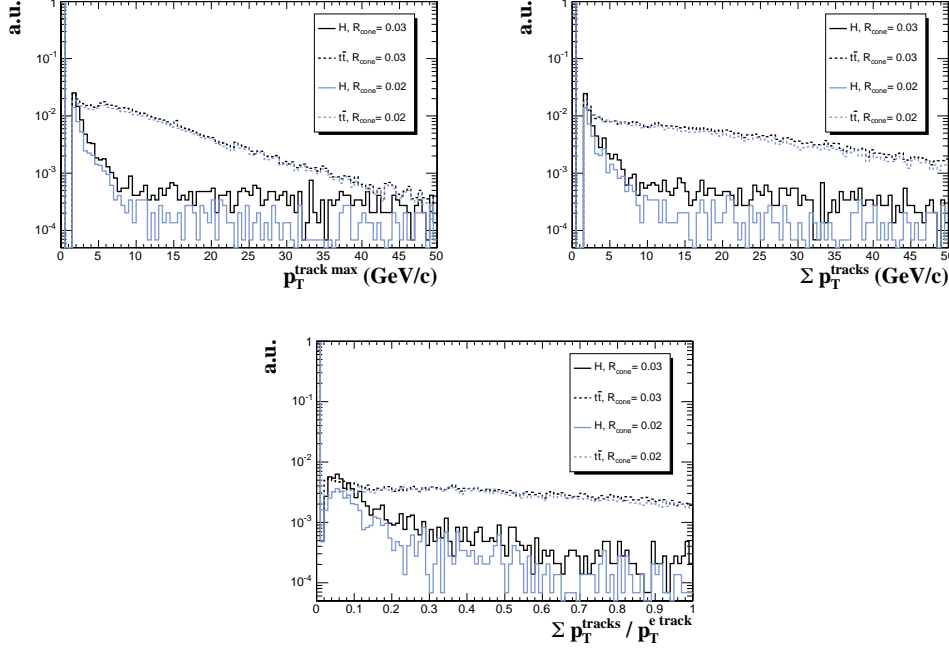 a.u.
1
10⁻¹
10⁻²
10⁻³
10⁻⁴
H, R_cone= 0.03
tt̄, R_cone= 0.03
H, R_cone= 0.02
tt̄, R_cone= 0.02
0 5 10 15 20 25 30 35 40 45 50
p_T^track max (GeV/c)
a.u.
1
10⁻¹
10⁻²
10⁻³
10⁻⁴
H, R_cone= 0.03
tt̄, R_cone= 0.03
H, R_cone= 0.02
tt̄, R_cone= 0.02
0 5 10 15 20 25 30 35 40 45 50
Σ p_T^tracks (GeV/c)
a.u.
1
10⁻¹
10⁻²
10⁻³
10⁻⁴
H, R_cone= 0.03
tt̄, R_cone= 0.03
H, R_cone= 0.02
tt̄, R_cone= 0.02
0 0.1 0.2 0.3 0.4 0.5 0.6 0.7 0.8 0.9 1
Σ p_T^tracks / p_T^e track